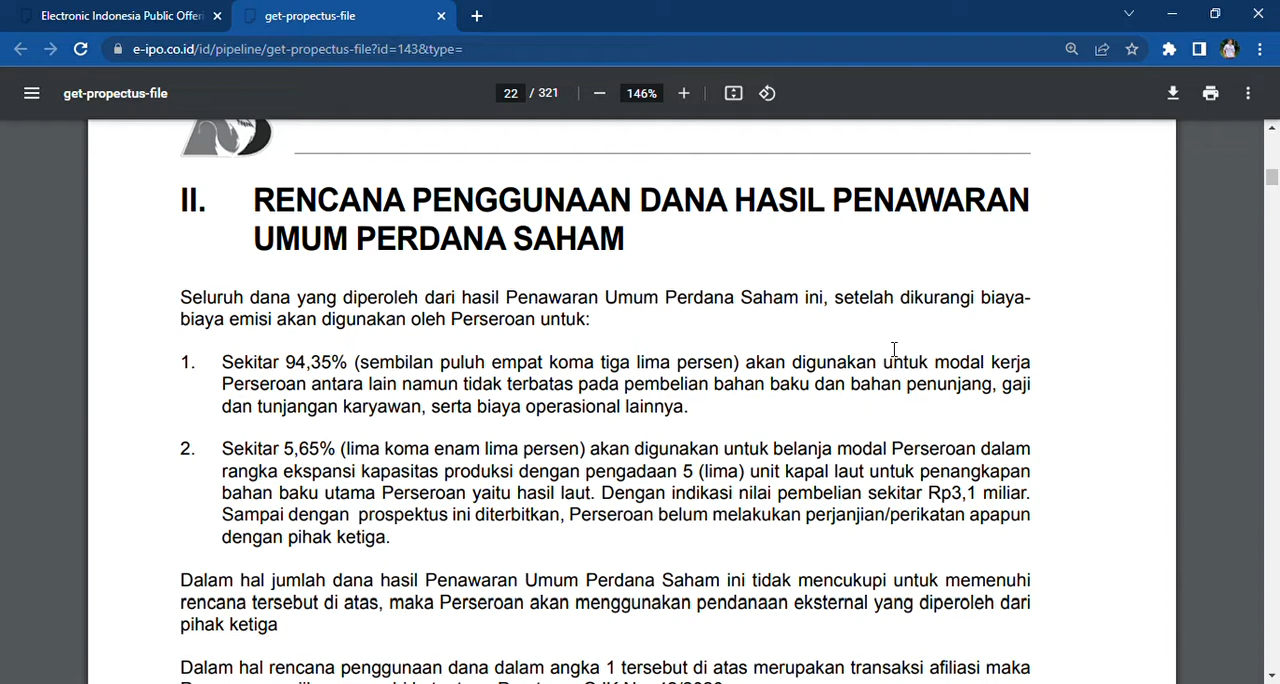 Electronic Indonesia Public Offeri
get-propectus-file
e-ipo.co.id/id/pipeline/get-propectus-file?id=143&type=
get-propectus-file
22 / 321
146%
II. RENCANA PENGGUNAAN DANA HASIL PENAWARAN
UMUM PERDANA SAHAM
Seluruh dana yang diperoleh dari hasil Penawaran Umum Perdana Saham ini, setelah dikurangi biaya-
biaya emisi akan digunakan oleh Perseroan untuk:
1. Sekitar 94,35% (sembilan puluh empat koma tiga lima persen) akan digunakan untuk modal kerja
Perseroan antara lain namun tidak terbatas pada pembelian bahan baku dan bahan penunjang, gaji
dan tunjangan karyawan, serta biaya operasional lainnya.
2. Sekitar 5,65% (lima koma enam lima persen) akan digunakan untuk belanja modal Perseroan dalam
rangka ekspansi kapasitas produksi dengan pengadaan 5 (lima) unit kapal laut untuk penangkapan
bahan baku utama Perseroan yaitu hasil laut. Dengan indikasi nilai pembelian sekitar Rp3,1 miliar.
Sampai dengan prospektus ini diterbitkan, Perseroan belum melakukan perjanjian/perikatan apapun
dengan pihak ketiga.
Dalam hal jumlah dana hasil Penawaran Umum Perdana Saham ini tidak mencukupi untuk memenuhi
rencana tersebut di atas, maka Perseroan akan menggunakan pendanaan eksternal yang diperoleh dari
pihak ketiga
Dalam hal rencana penggunaan dana dalam angka 1 tersebut di atas merupakan transaksi afiliasi maka